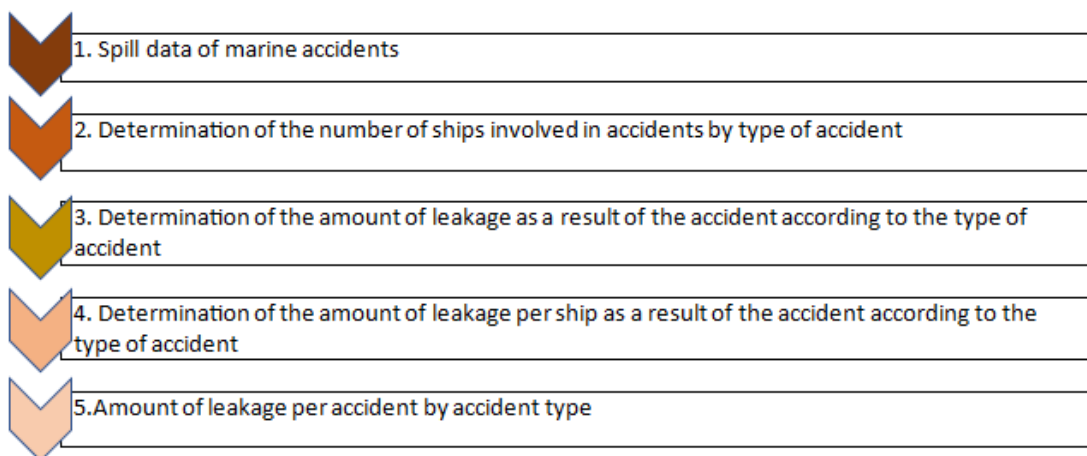 1. Spill data of marine accidents
2. Determination of the number of ships involved in accidents by type of accident
3. Determination of the amount of leakage as a result of the accident according to the type of
accident
4. Determination of the amount of leakage per ship as a result of the accident according to the
type of accident
5.Amount of leakage per accident by accident type